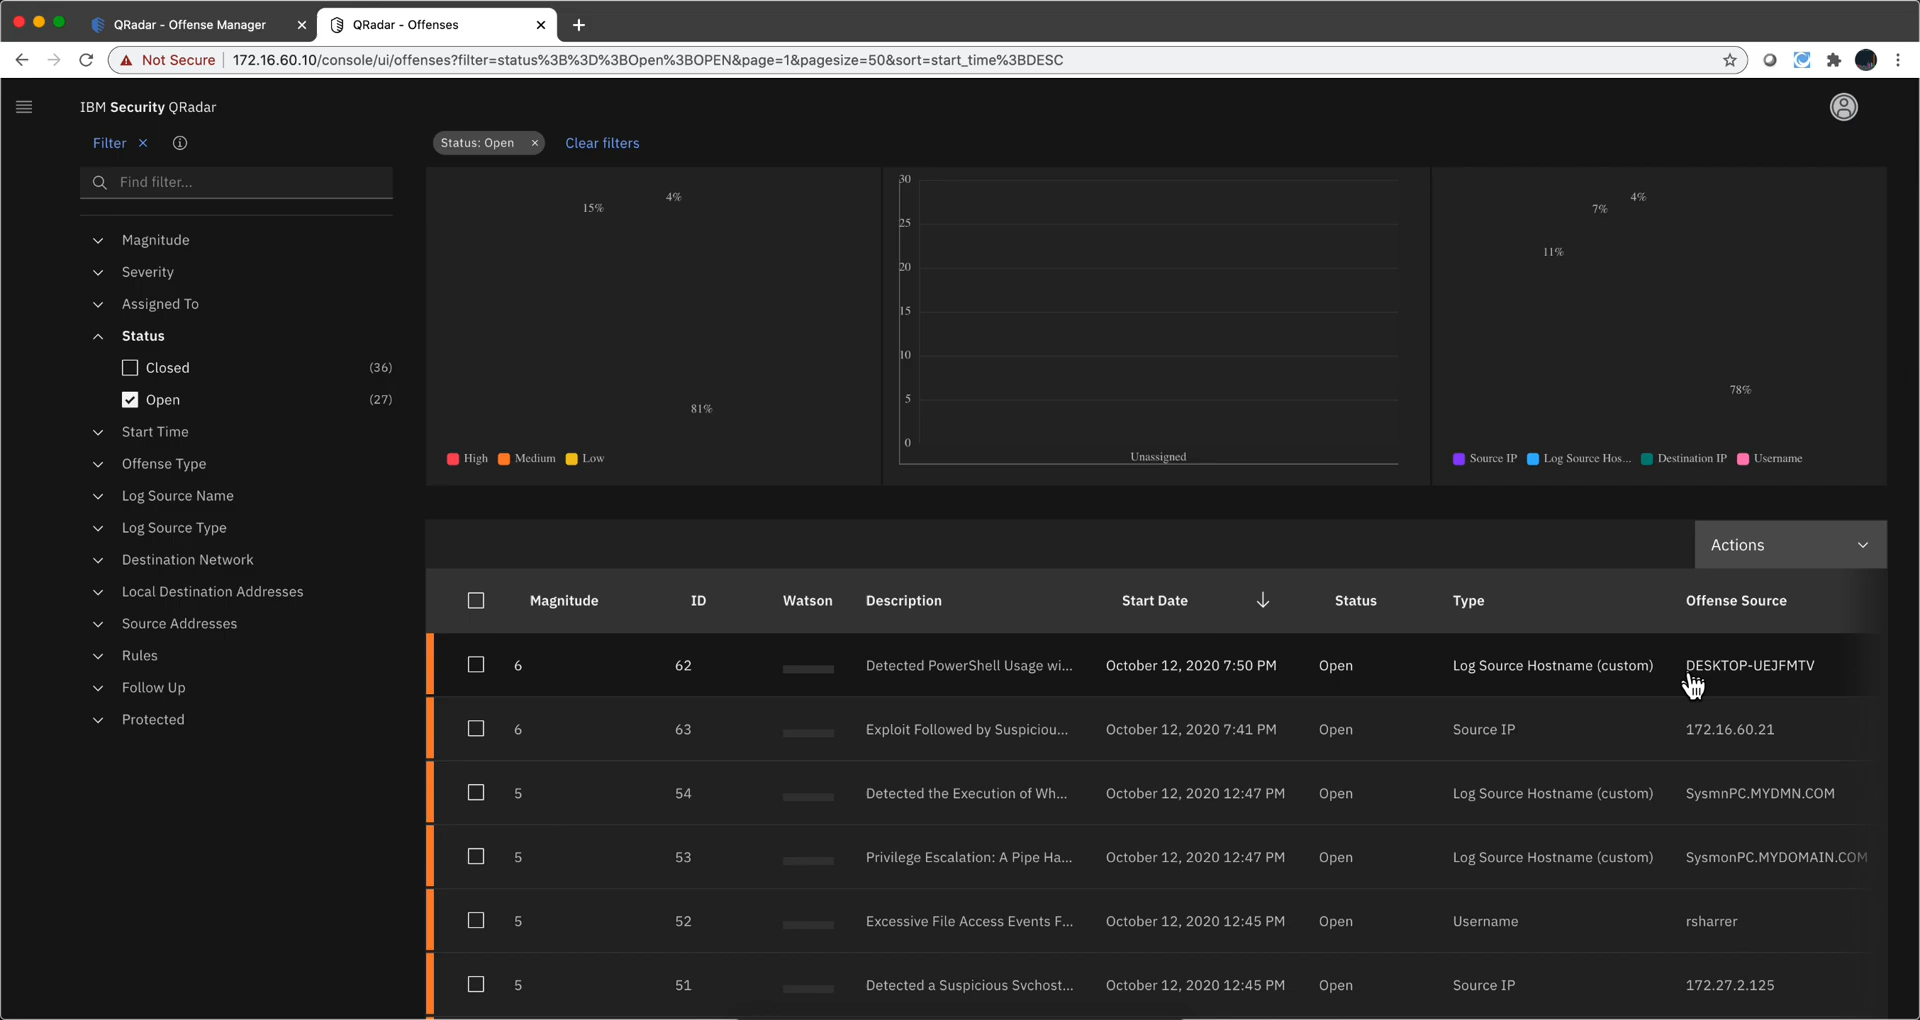 QRadar - Offense Manager
QRadar - Offenses
Not Secure
172.16.60.10/console/ui/offenses?filter=status%3B%3D%3BOpen%3BOPEN&page=1&pagesize=50&sort=start_time%3BDESC
IBM Security QRadar
Filter
Find filter...
Magnitude
Severity
Assigned To
Status
Closed (36)
Open (27)
Start Time
Offense Type
Log Source Name
Log Source Type
Destination Network
Local Destination Addresses
Source Addresses
Rules
Follow Up
Protected
Status: Open
Clear filters
15%
4%
81%
High Medium Low
30
25
20
15
10
5
0
Unassigned
4%
7%
11%
78%
Source IP Log Source Hos... Destination IP Username
Actions
Magnitude ID Watson Description Start Date Status Type Offense Source
6 62 Detected PowerShell Usage wi... October 12, 2020 7:50 PM Open Log Source Hostname (custom) DESKTOP-UEJFMTV
6 63 Exploit Followed by Suspiciou... October 12, 2020 7:41 PM Open Source IP 172.16.60.21
5 54 Detected the Execution of Wh... October 12, 2020 12:47 PM Open Log Source Hostname (custom) SysmnPC.MYDMN.COM
5 53 Privilege Escalation: A Pipe Ha... October 12, 2020 12:47 PM Open Log Source Hostname (custom) SysmonPC.MYDOMAIN.COM
5 52 Excessive File Access Events F... October 12, 2020 12:45 PM Open Username rsharrer
5 51 Detected a Suspicious Svchost... October 12, 2020 12:45 PM Open Source IP 172.27.2.125